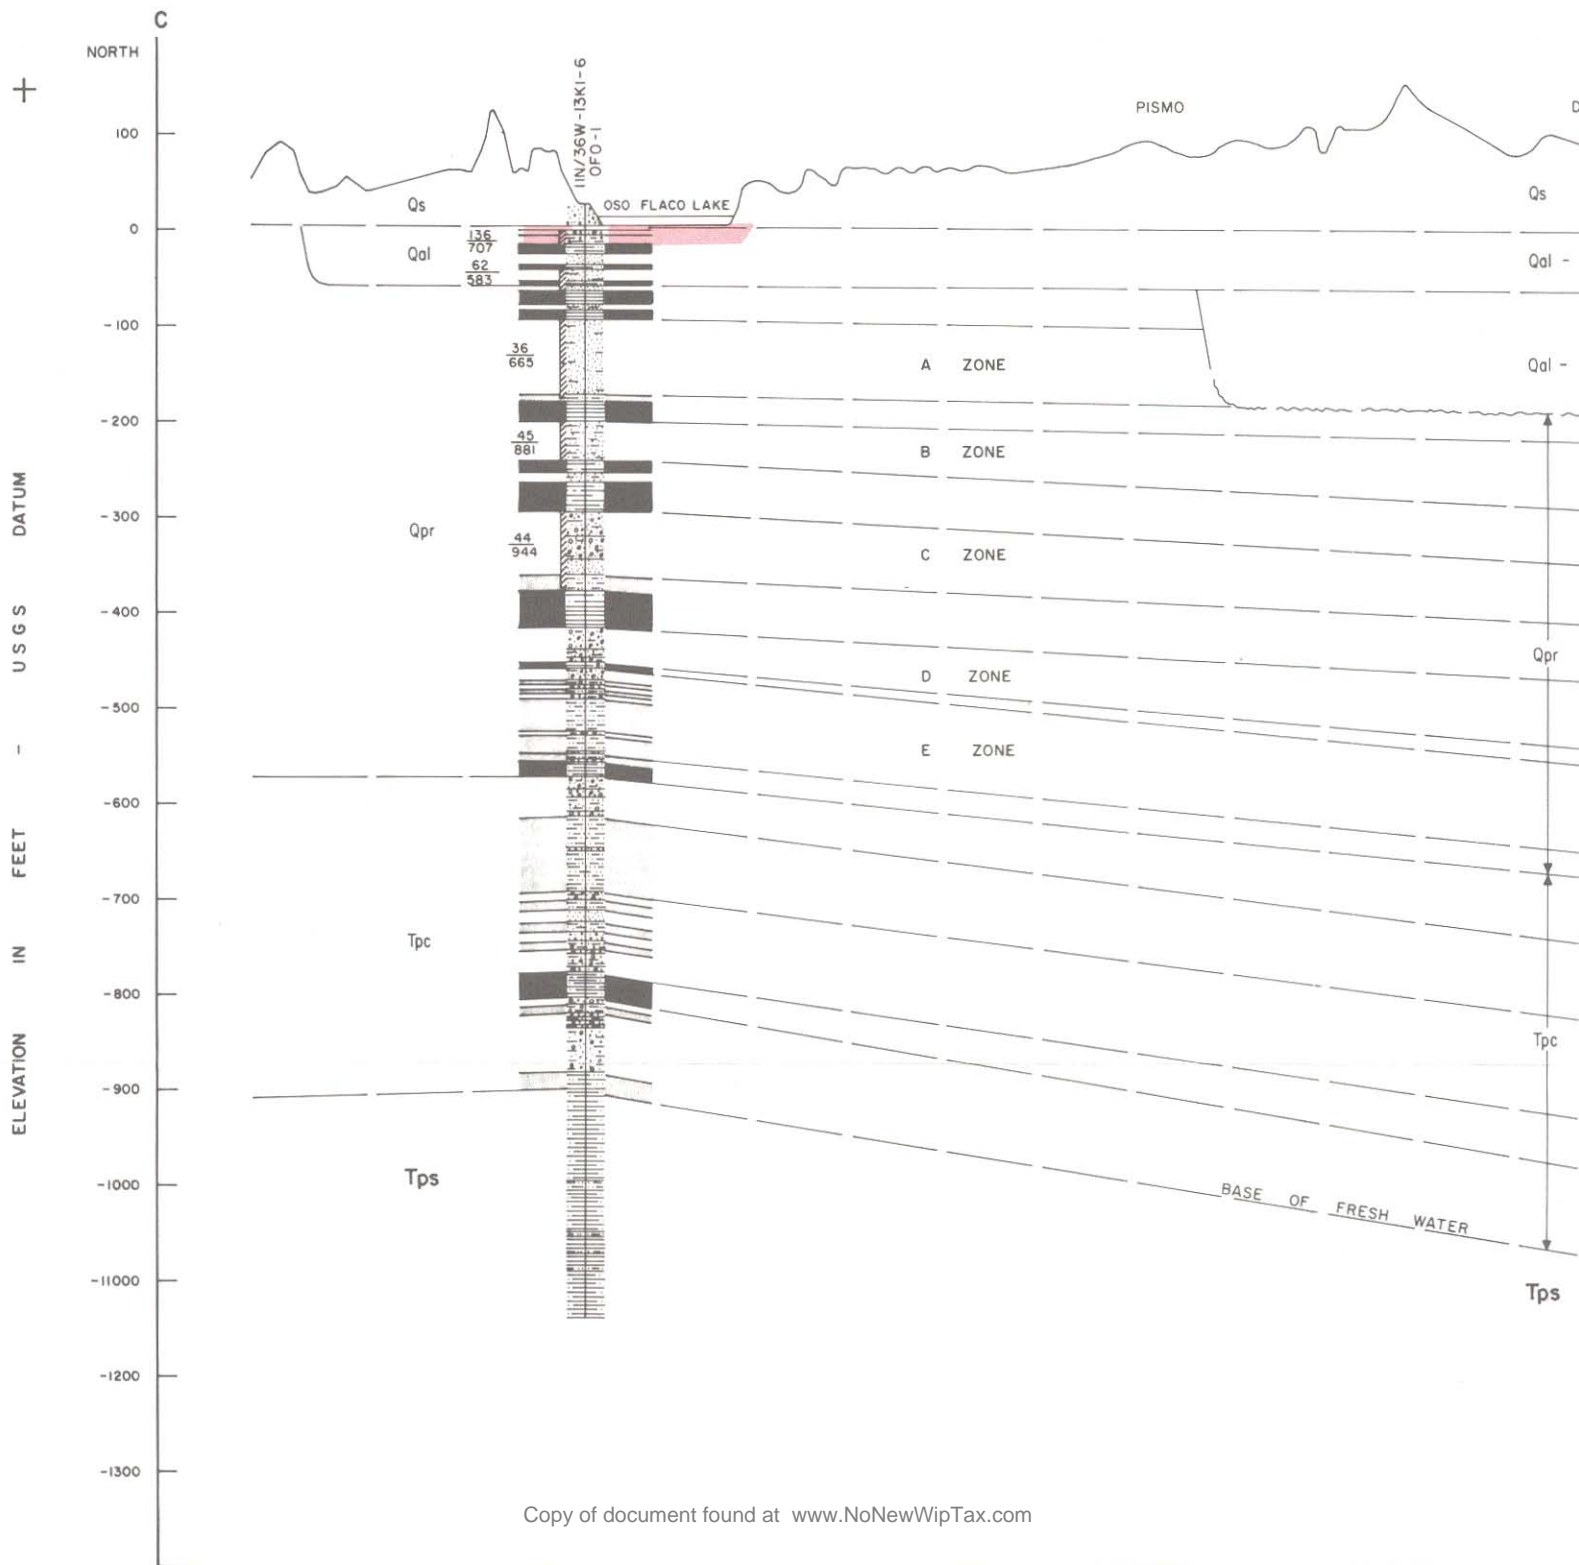 C
NORTH
11N/36W-13K1-6
OFO-1
PISMO
D
100
Qs
OSO FLACO LAKE
Qs
0
136
707
Qal
Qal -
62
583
-100
36
665
A ZONE
Qal -
-200
45
881
B ZONE
-300
Qpr
44
944
C ZONE
-400
Qpr
D ZONE
-500
E ZONE
-600
-700
Tpc
-800
Tpc
-900
Tps
-1000
BASE OF FRESH WATER
-11000
Tps
-1200
-1300
ELEVATION IN FEET - USGS DATUM
Copy of document found at www.NoNewWipTax.com